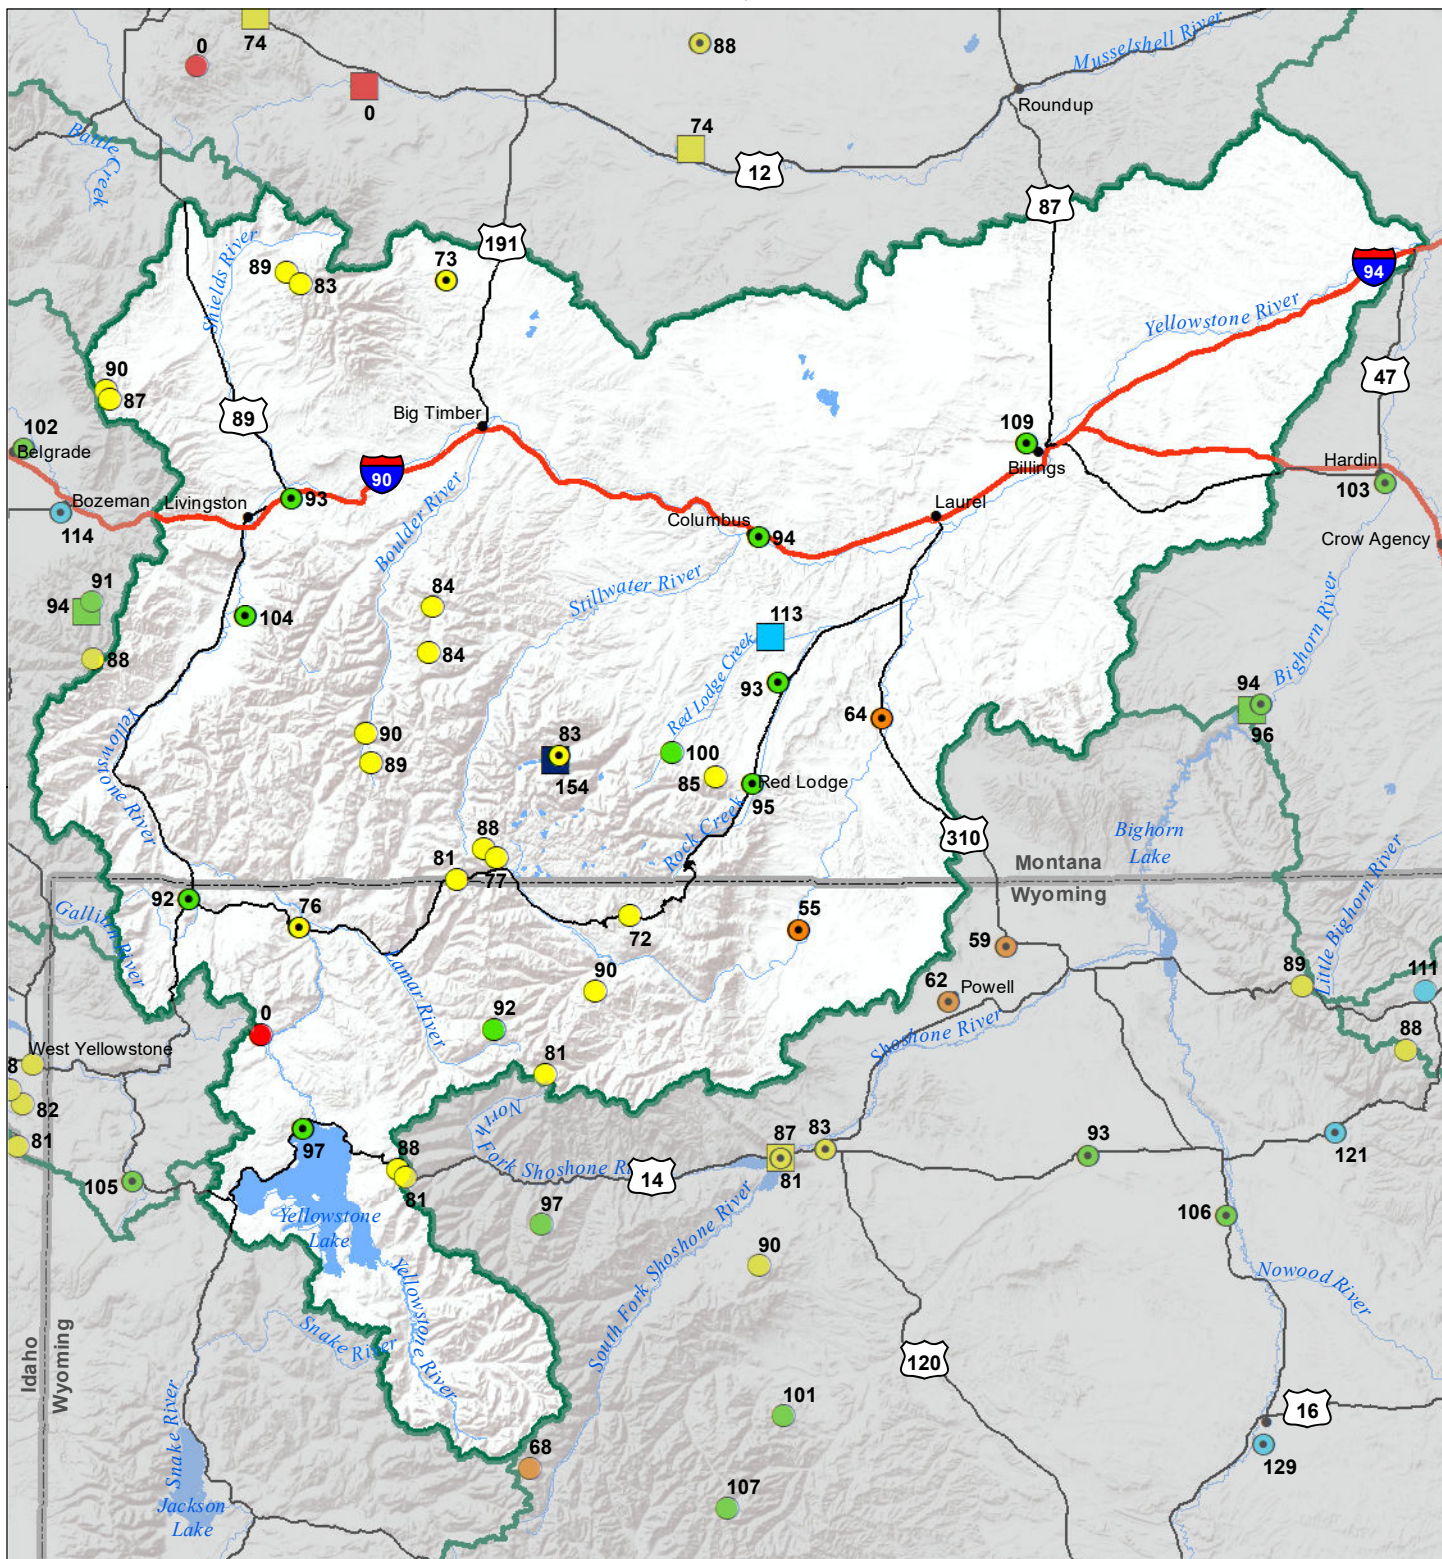 74
0
0
88
74
Musselshell River
Roundup
12
Battle Creek
87
191
Shields River
89
83
73
94
Yellowstone River
90
87
89
Big Timber
47
102
Belgrade
109
Billings
Hardin
103
90
Bozeman
Livingston
93
114
Boulder River
Columbus
94
Laurel
Crow Agency
91
94
84
Stillwater River
104
113
88
84
Red Lodge Creek
93
Bighorn River
94
96
64
Yellowstone River
90
89
83
154
100
85
Red Lodge
95
Rock Creek
310
Bighorn
Lake
88
77
81
Montana
Wyoming
Little Bighorn River
92
76
72
55
Gallitin River
59
Lamar River
90
62
Powell
89
111
92
0
Shoshone River
88
West Yellowstone
8
82
81
81
North Fork Shoshone R
97
88
81
87
81
83
93
121
105
14
Yellowstone
Lake
97
106
South Fork Shoshone River
90
Yellowstone River
Nowood River
Snake River
Idaho
Wyoming
120
16
101
Snake River
68
129
107
Jackson
Lake